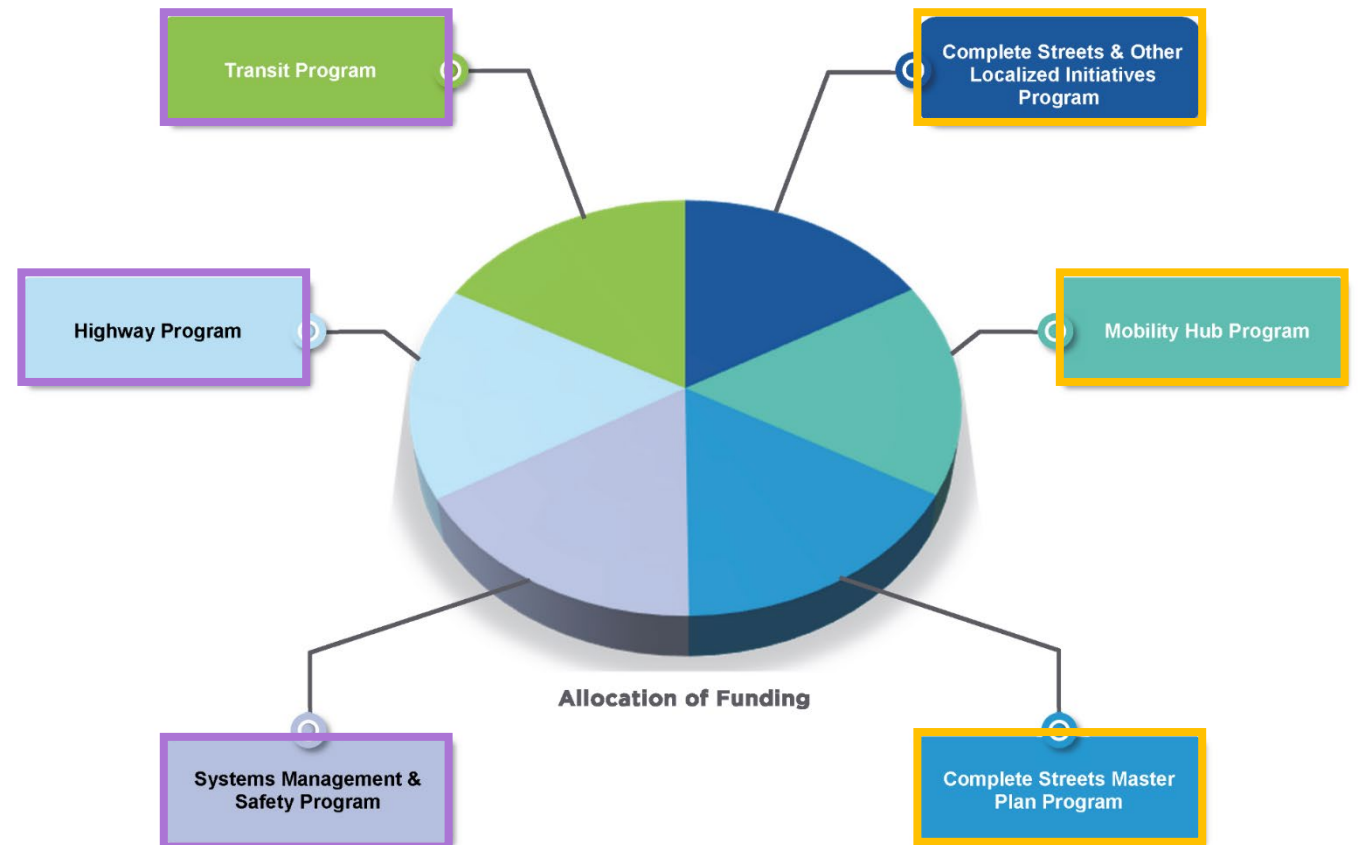 Transit Program
Complete Streets & Other
Localized Initiatives
Program
Highway Program
Mobility Hub Program
Allocation of Funding
Systems Management &
Safety Program
Complete Streets Master
Plan Program